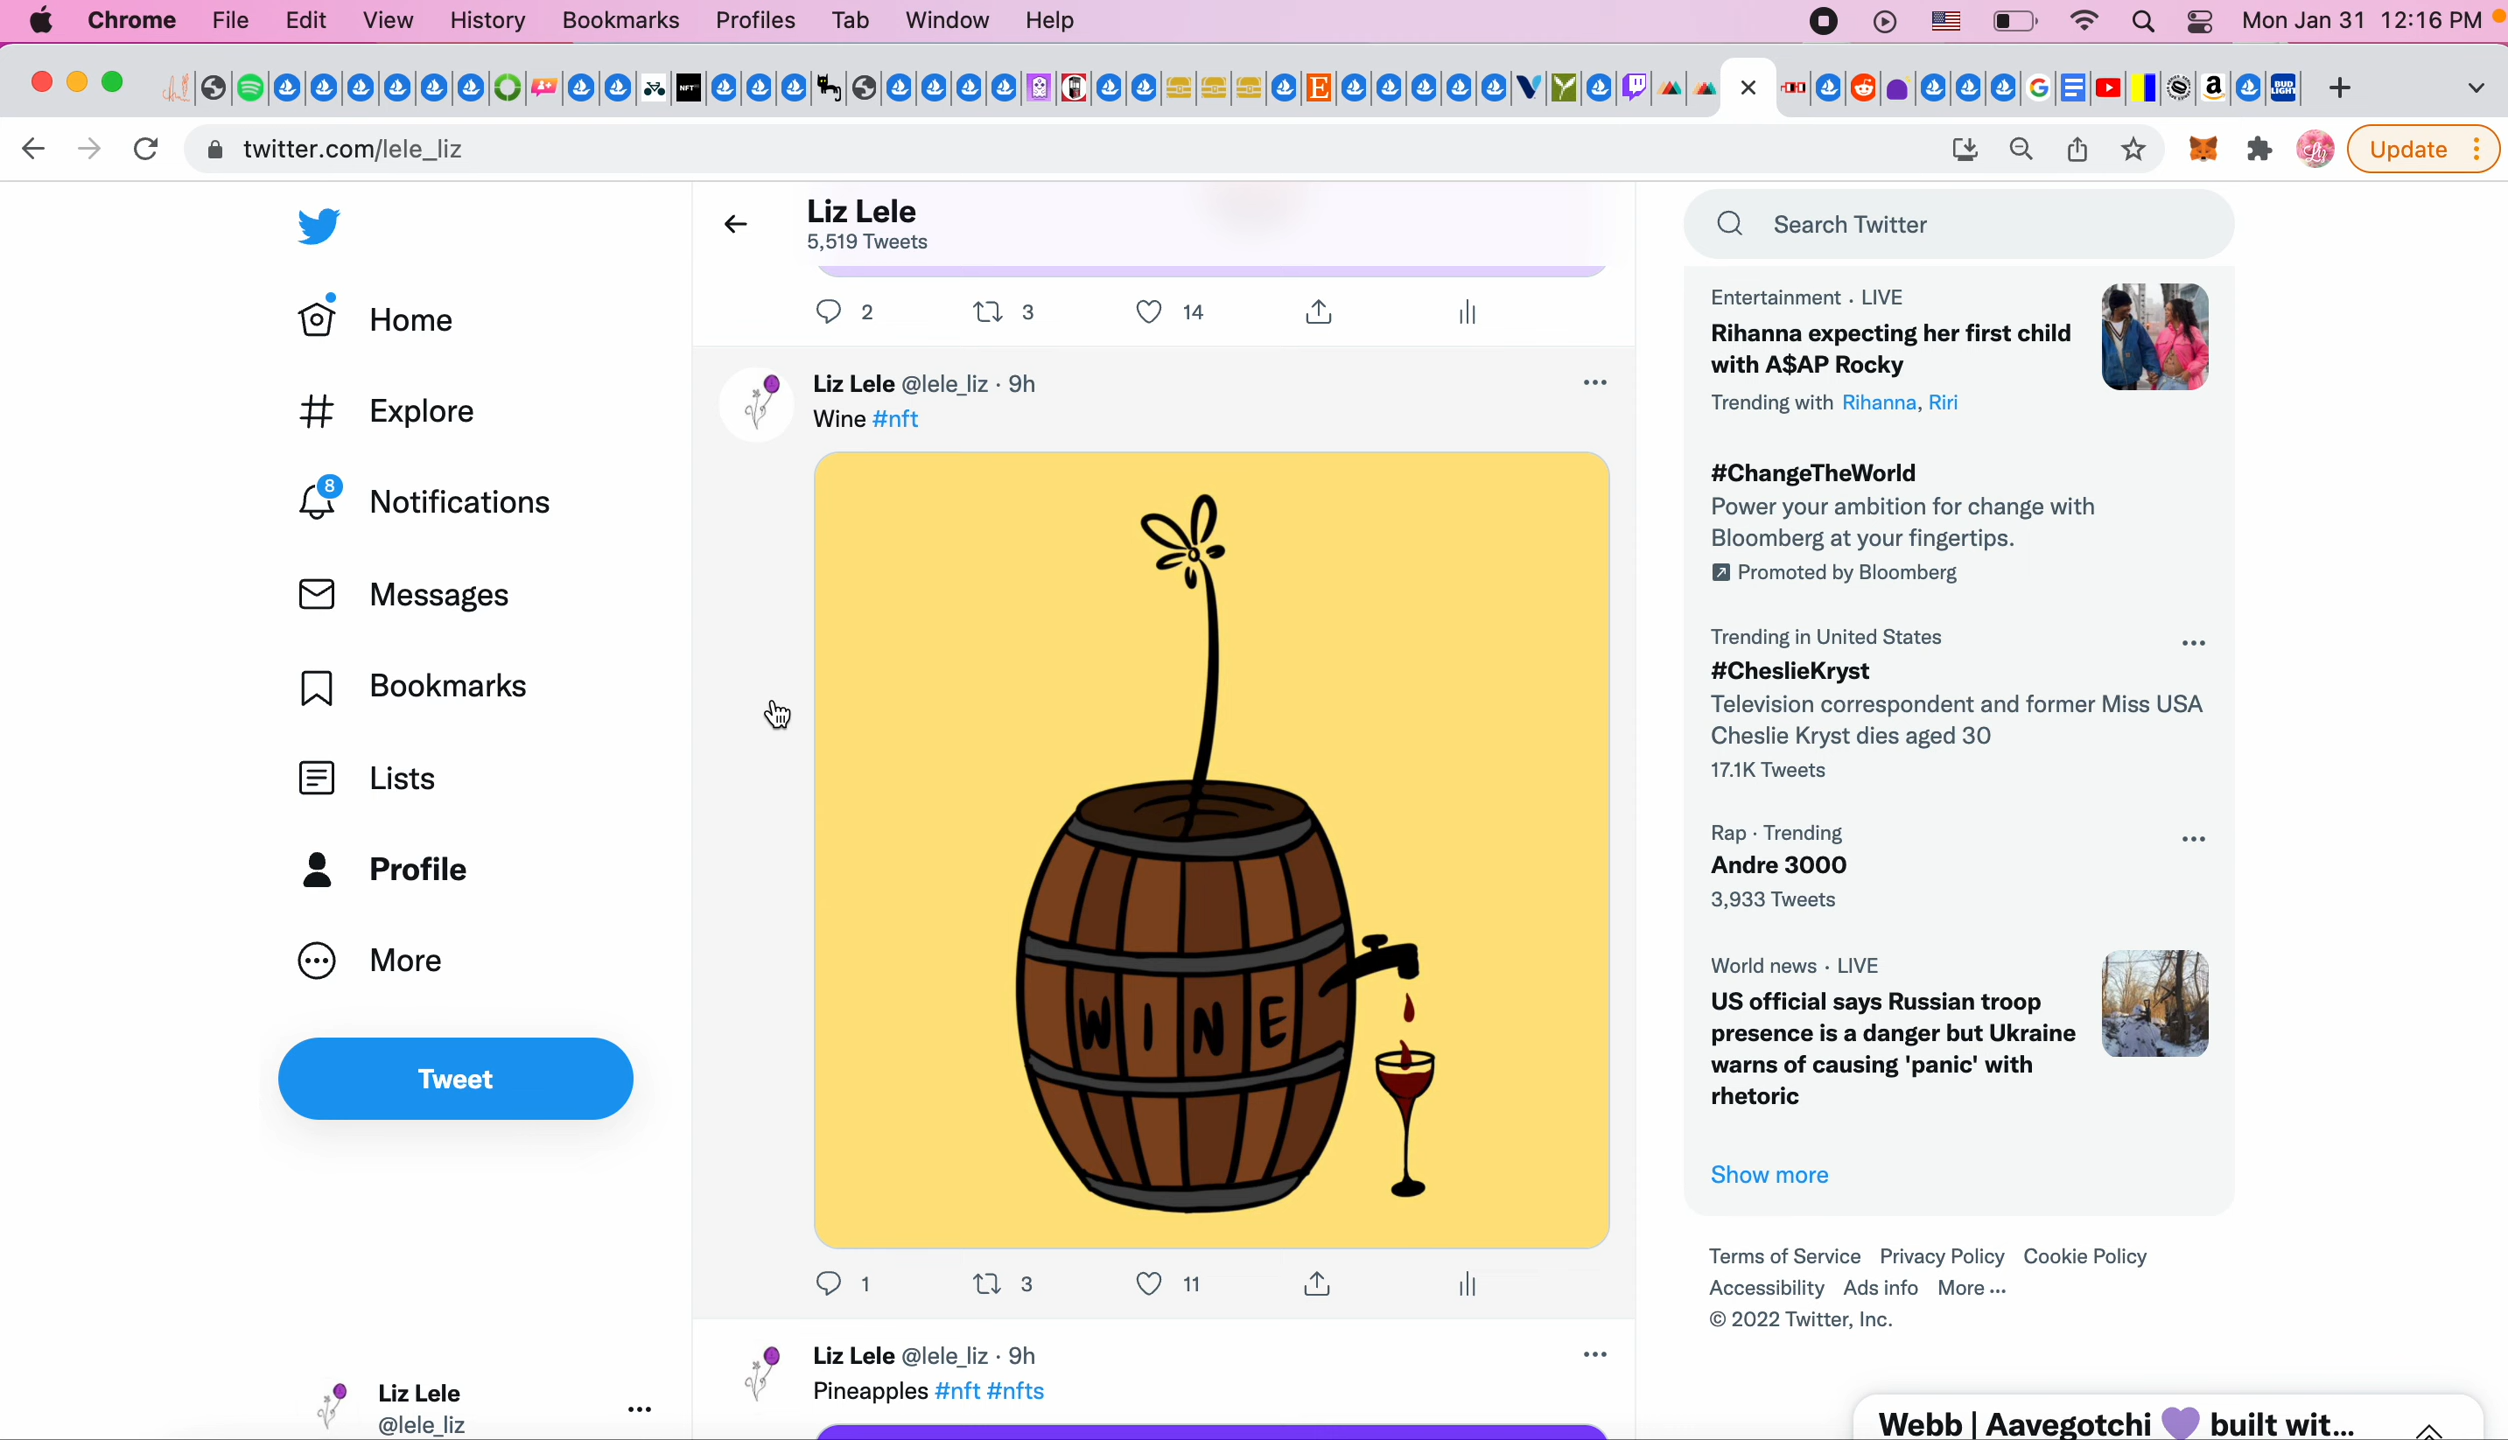 Chrome File Edit View History Bookmarks Profiles Tab Window Help Mon Jan 31 12:16 PM
NFT E G a BUD LIGHT
twitter.com/lele_liz Update
Liz Lele
5,519 Tweets
2 3 14
Home
Explore
8
Notifications
Messages
Bookmarks
Lists
Profile
More
Tweet
Liz Lele
@lele_liz
Liz Lele @lele_liz · 9h
Wine #nft
WINE
1 3 11
Liz Lele @lele_liz · 9h
Pineapples #nft #nfts
Search Twitter
Entertainment · LIVE
Rihanna expecting her first child
with A$AP Rocky
Trending with Rihanna, Riri
#ChangeTheWorld
Power your ambition for change with
Bloomberg at your fingertips.
Promoted by Bloomberg
Trending in United States
#CheslieKryst
Television correspondent and former Miss USA
Cheslie Kryst dies aged 30
17.1K Tweets
Rap · Trending
Andre 3000
3,933 Tweets
World news · LIVE
US official says Russian troop
presence is a danger but Ukraine
warns of causing 'panic' with
rhetoric
Show more
Terms of Service Privacy Policy Cookie Policy
Accessibility Ads info More ...
© 2022 Twitter, Inc.
Webb | Aavegotchi 💜 built wit...